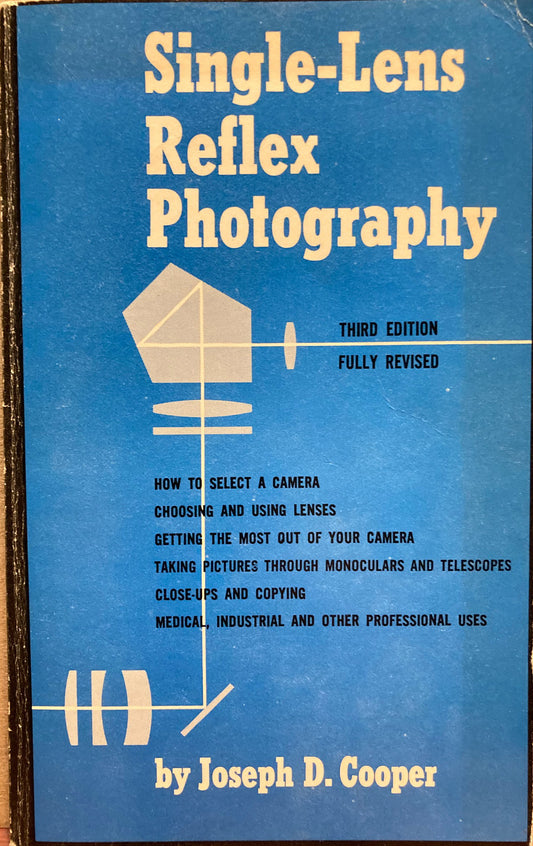 Single-Lens
Reflex
Photography
THIRD EDITION
FULLY REVISED
HOW TO SELECT A CAMERA
CHOOSING AND USING LENSES
GETTING THE MOST OUT OF YOUR CAMERA
TAKING PICTURES THROUGH MONOCULARS AND TELESCOPES
CLOSE-UPS AND COPYING
MEDICAL, INDUSTRIAL AND OTHER PROFESSIONAL USES
by Joseph D. Cooper